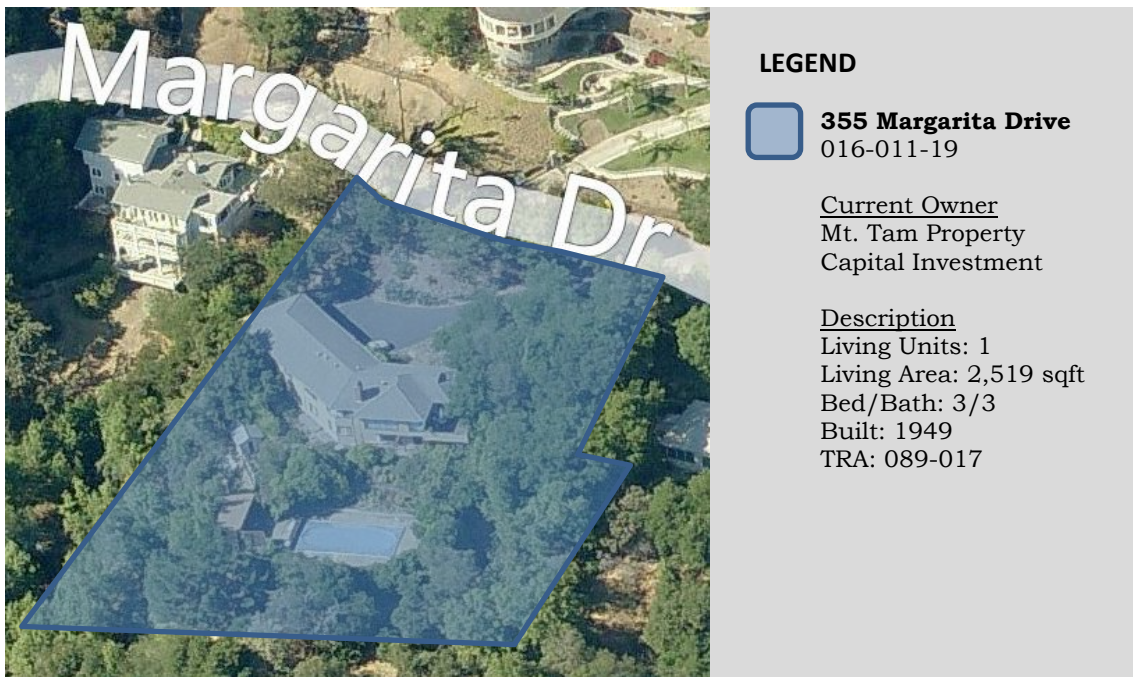 Margarita Dr
LEGEND
355 Margarita Drive
016-011-19
Current Owner
Mt. Tam Property
Capital Investment
Description
Living Units: 1
Living Area: 2,519 sqft
Bed/Bath: 3/3
Built: 1949
TRA: 089-017